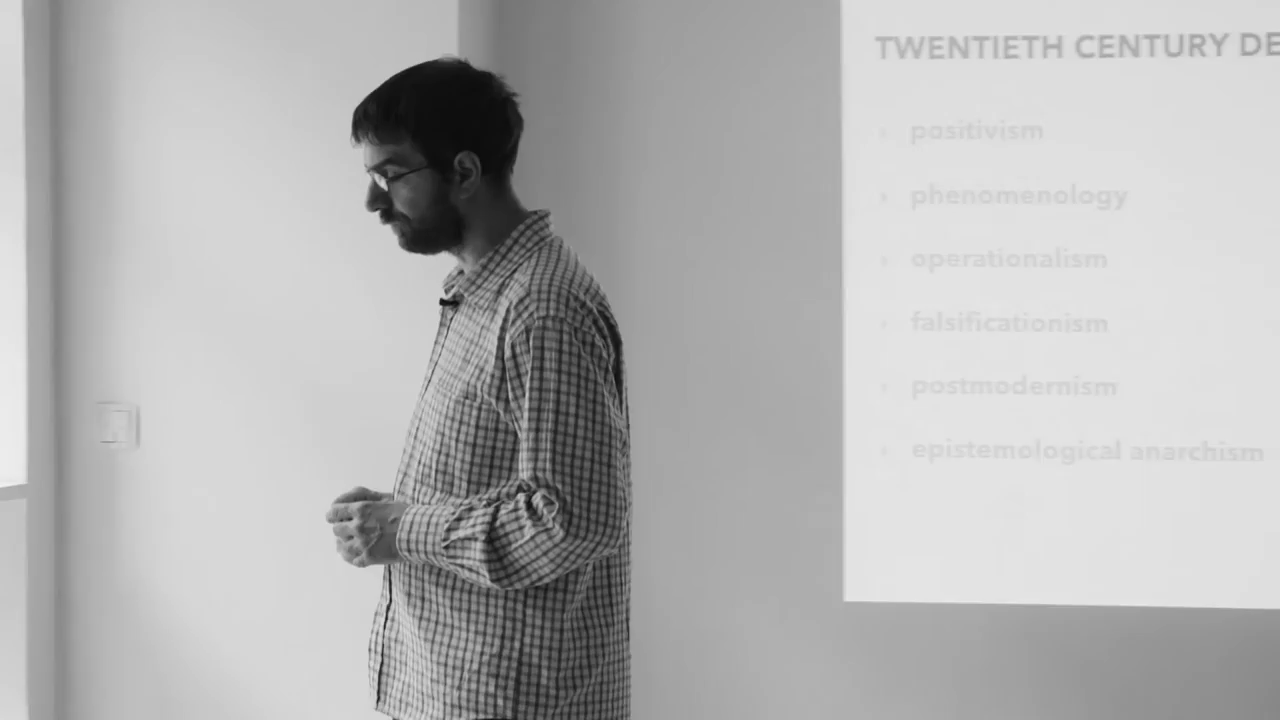 TWENTIETH CENTURY DE
positivism
phenomenology
operationalism
falsificationism
postmodernism
epistemological anarchism